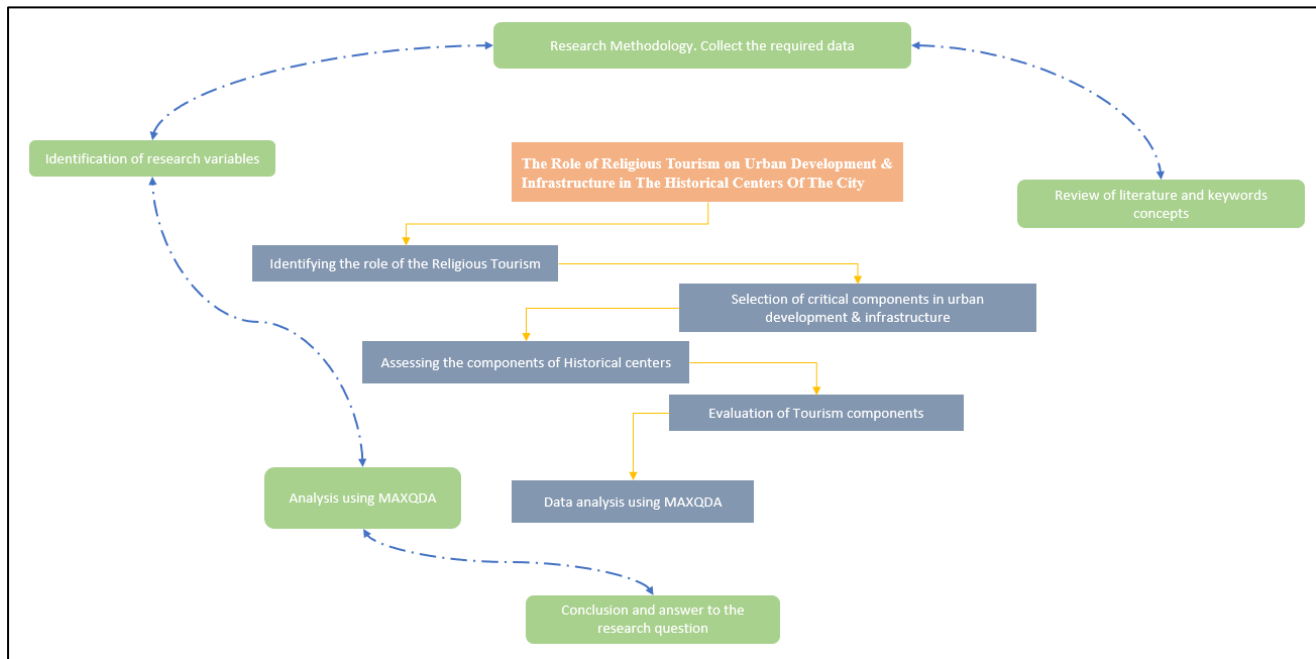 Research Methodology. Collect the required data
Identification of research variables
The Role of Religious Tourism on Urban Development &
Infrastructure in The Historical Centers Of The City
Review of literature and keywords
concepts
Identifying the role of the Religious Tourism
Selection of critical components in urban
development & infrastructure
Assessing the components of Historical centers
Evaluation of Tourism components
Analysis using MAXQDA
Data analysis using MAXQDA
Conclusion and answer to the
research question